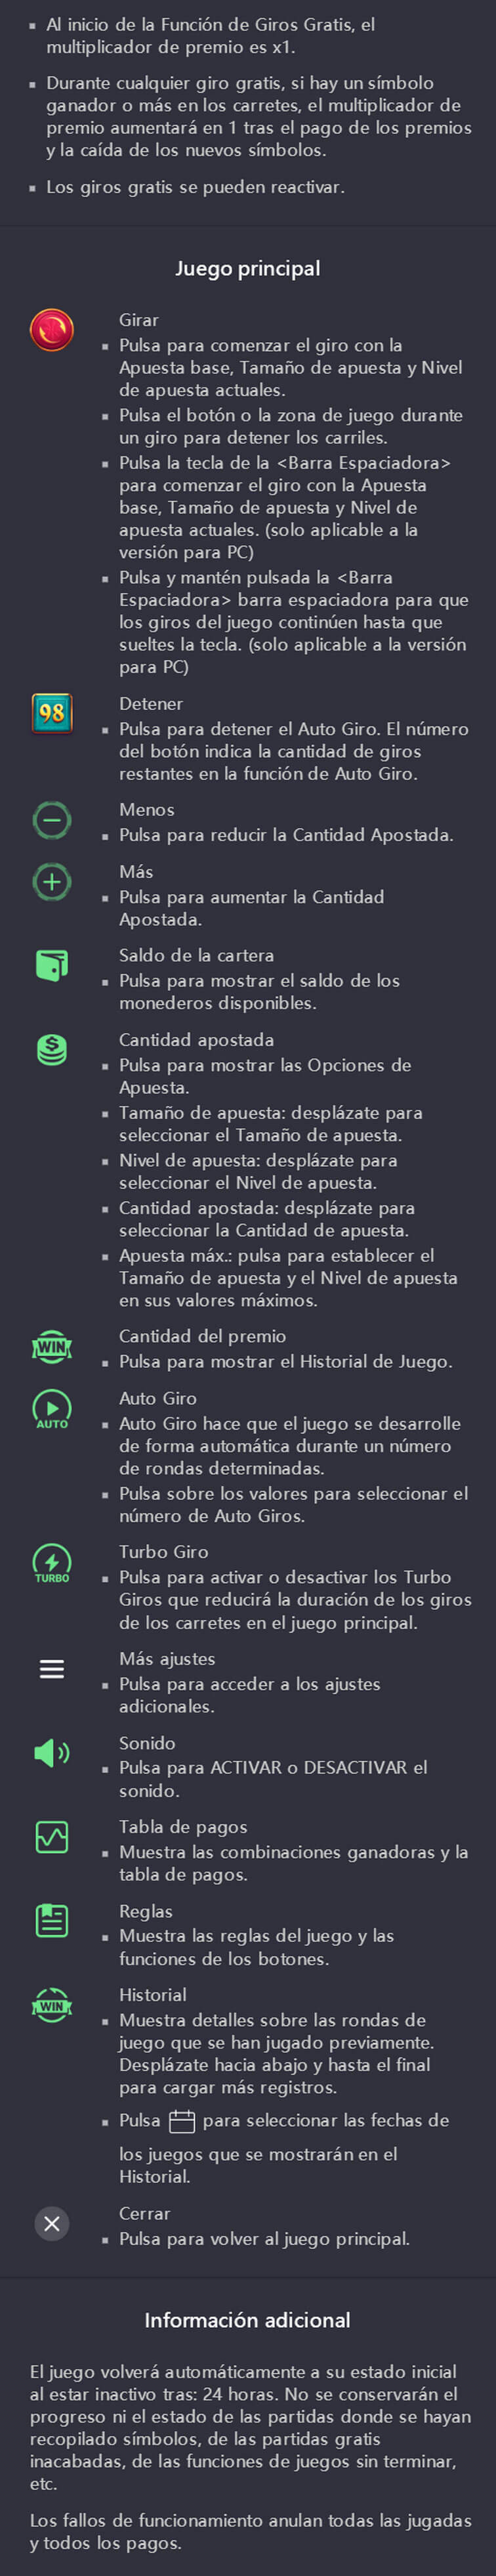 Al inicio de la Función de Giros Gratis, el
multiplicador de premio es x1.
Durante cualquier giro gratis, si hay un símbolo
ganador o más en los carretes, el multiplicador de
premio aumentará en 1 tras el pago de los premios
y la caída de los nuevos símbolos.
Los giros gratis se pueden reactivar.
Juego principal
Girar
Pulsa para comenzar el giro con la
Apuesta base, Tamaño de apuesta y Nivel
de apuesta actuales.
Pulsa el botón o la zona de juego durante
un giro para detener los carriles.
Pulsa la tecla de la <Barra Espaciadora>
para comenzar el giro con la Apuesta
base, Tamaño de apuesta y Nivel de
apuesta actuales. (solo aplicable a la
versión para PC)
Pulsa y mantén pulsada la <Barra
Espaciadora> barra espaciadora para que
los giros del juego continúen hasta que
sueltes la tecla. (solo aplicable a la versión
para PC)
98
Detener
Pulsa para detener el Auto Giro. El número
del botón indica la cantidad de giros
restantes en la función de Auto Giro.
Menos
Pulsa para reducir la Cantidad Apostada.
Más
Pulsa para aumentar la Cantidad
Apostada.
Saldo de la cartera
Pulsa para mostrar el saldo de los
monederos disponibles.
Cantidad apostada
Pulsa para mostrar las Opciones de
Apuesta.
Tamaño de apuesta: desplázate para
seleccionar el Tamaño de apuesta.
Nivel de apuesta: desplázate para
seleccionar el Nivel de apuesta.
Cantidad apostada: desplázate para
seleccionar la Cantidad de apuesta.
Apuesta máx.: pulsa para establecer el
Tamaño de apuesta y el Nivel de apuesta
en sus valores máximos.
WIN
Cantidad del premio
Pulsa para mostrar el Historial de Juego.
AUTO
Auto Giro
Auto Giro hace que el juego se desarrolle
de forma automática durante un número
de rondas determinadas.
Pulsa sobre los valores para seleccionar el
número de Auto Giros.
TURBO
Turbo Giro
Pulsa para activar o desactivar los Turbo
Giros que reducirá la duración de los giros
de los carretes en el juego principal.
Más ajustes
Pulsa para acceder a los ajustes
adicionales.
Sonido
Pulsa para ACTIVAR o DESACTIVAR el
sonido.
Tabla de pagos
Muestra las combinaciones ganadoras y la
tabla de pagos.
Reglas
Muestra las reglas del juego y las
funciones de los botones.
WIN
Historial
Muestra detalles sobre las rondas de
juego que se han jugado previamente.
Desplázate hacia abajo y hasta el final
para cargar más registros.
Pulsa para seleccionar las fechas de
los juegos que se mostrarán en el
Historial.
Cerrar
Pulsa para volver al juego principal.
Información adicional
El juego volverá automáticamente a su estado inicial
al estar inactivo tras: 24 horas. No se conservarán el
progreso ni el estado de las partidas donde se hayan
recopilado símbolos, de las partidas gratis
inacabadas, de las funciones de juegos sin terminar,
etc.
Los fallos de funcionamiento anulan todas las jugadas
y todos los pagos.